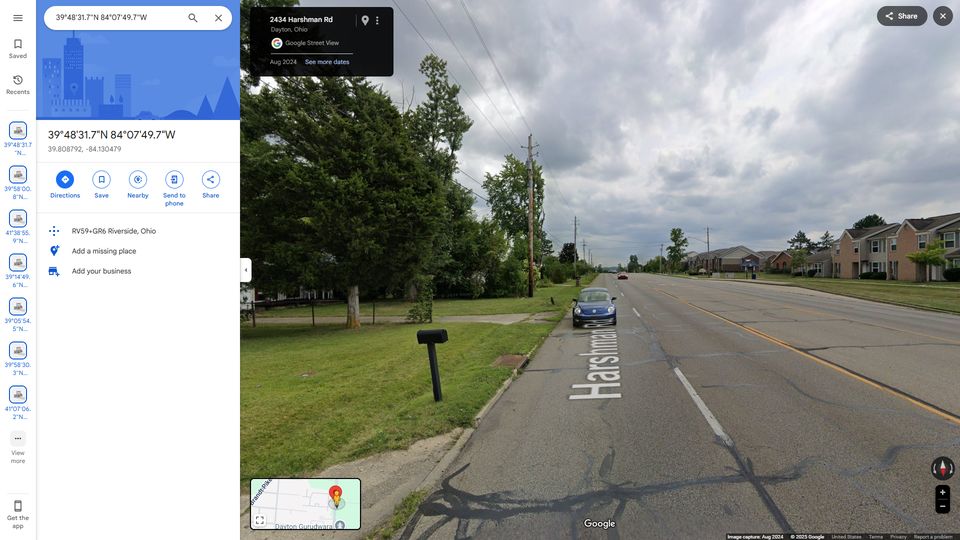 39°48'31.7"N 84°07'49.7"W
Saved
Recents
39°48'31.7
"N...
39°58'00.
8"N...
41°38'55.
9"N...
39°14'49.
6"N...
39°05'54.
5"N...
39°58'30.
3"N...
41°07'06.
2"N...
View
more
Get the
app
39°48'31.7"N 84°07'49.7"W
39.808792, -84.130479
Directions
Save
Nearby
Send to
phone
Share
RV59+GR6 Riverside, Ohio
Add a missing place
Add your business
2434 Harshman Rd
Dayton, Ohio
Google Street View
Aug 2024 See more dates
Share
Harshman Rd
Brandt Pike
Dayton Gurudwara
Google
Image capture: Aug 2024 © 2025 Google United States Terms Privacy Report a problem